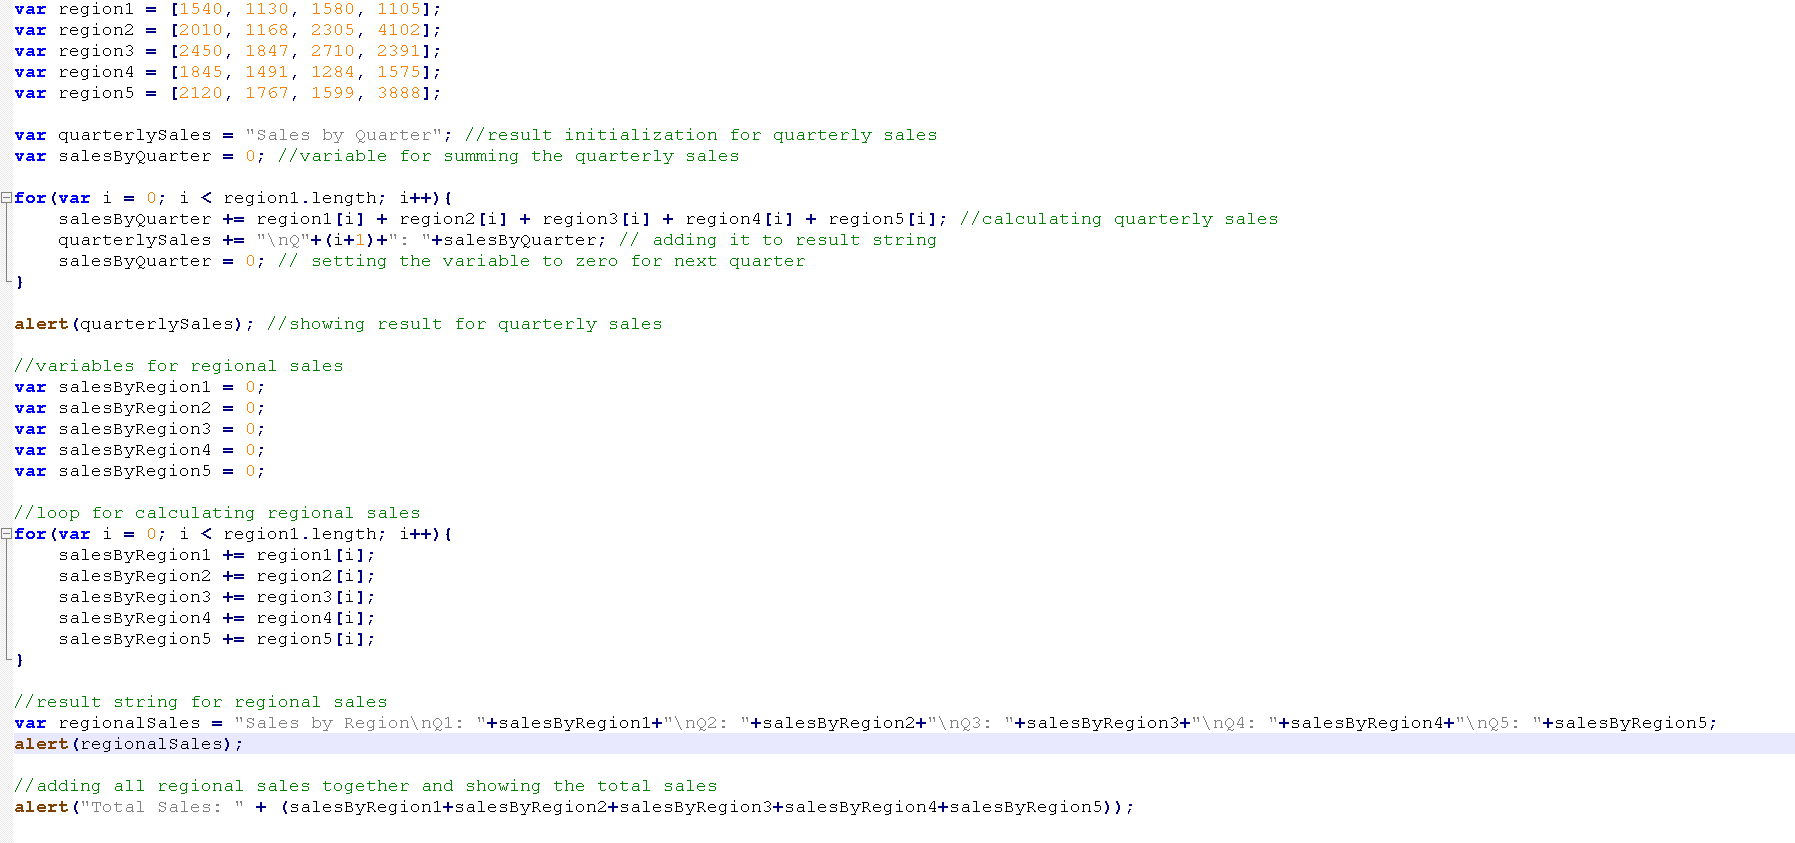 var region1 = [1540, 1130, 1580, 1105];
var region2 = [2010, 1168, 2305, 4102];
var region3 = [2450, 1847, 2710, 2391];
var region4 = [1845, 1491, 1284, 1575];
var region5 = [2120, 1767, 1599, 3888];

var quarterlySales = "Sales by Quarter"; //result initialization for quarterly sales
var salesByQuarter = 0; //variable for summing the quarterly sales

for(var i = 0; i < region1.length; i++){
    salesByQuarter += region1[i] + region2[i] + region3[i] + region4[i] + region5[i]; //calculating quarterly sales
    quarterlySales += "\nQ"+(i+1)+": "+salesByQuarter; // adding it to result string
    salesByQuarter = 0; // setting the variable to zero for next quarter
}

alert(quarterlySales); //showing result for quarterly sales

//variables for regional sales
var salesByRegion1 = 0;
var salesByRegion2 = 0;
var salesByRegion3 = 0;
var salesByRegion4 = 0;
var salesByRegion5 = 0;

//loop for calculating regional sales
for(var i = 0; i < region1.length; i++){
    salesByRegion1 += region1[i];
    salesByRegion2 += region2[i];
    salesByRegion3 += region3[i];
    salesByRegion4 += region4[i];
    salesByRegion5 += region5[i];
}

//result string for regional sales
var regionalSales = "Sales by Region\nQ1: "+salesByRegion1+"\nQ2: "+salesByRegion2+"\nQ3: "+salesByRegion3+"\nQ4: "+salesByRegion4+"\nQ5: "+salesByRegion5;
alert(regionalSales);

//adding all regional sales together and showing the total sales
alert("Total Sales: " + (salesByRegion1+salesByRegion2+salesByRegion3+salesByRegion4+salesByRegion5));